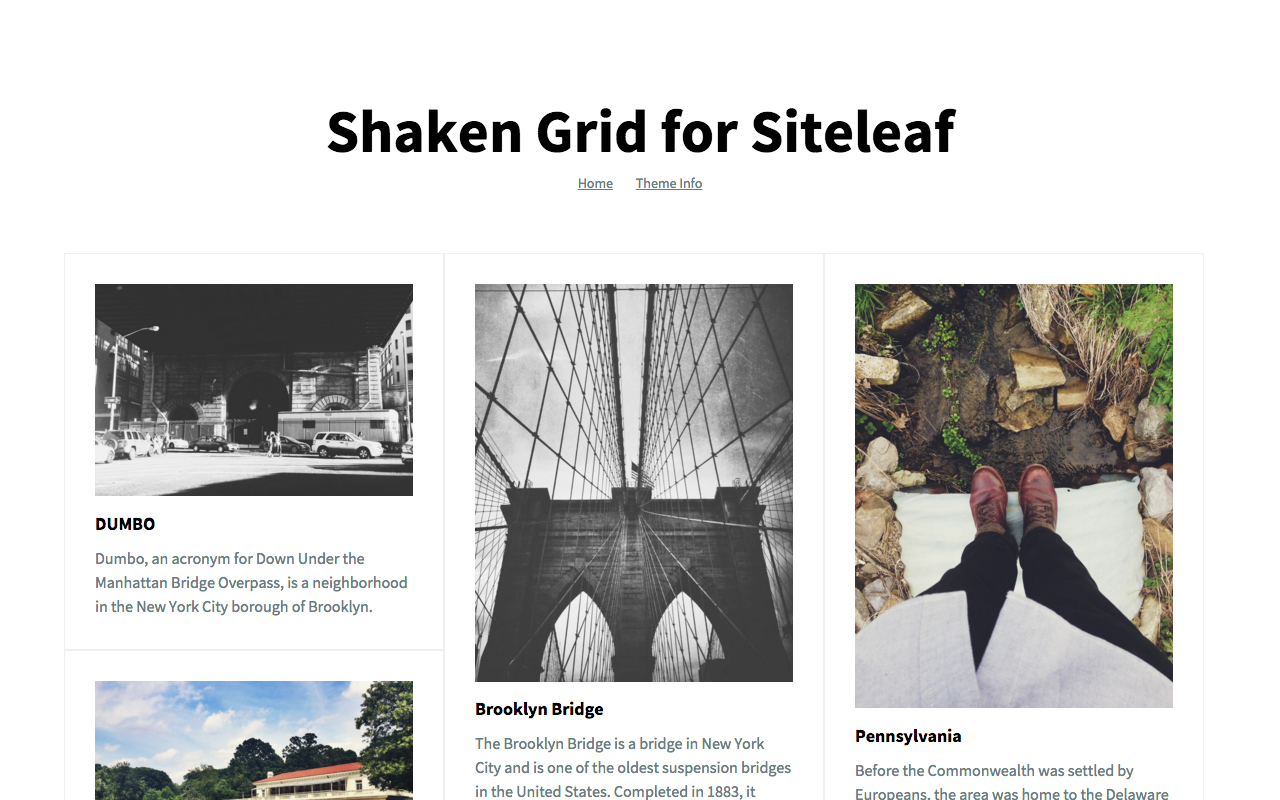 Shaken Grid for Siteleaf
Home Theme Info
DUMBO
Dumbo, an acronym for Down Under the
Manhattan Bridge Overpass, is a neighborhood
in the New York City borough of Brooklyn.
Brooklyn Bridge
The Brooklyn Bridge is a bridge in New York
City and is one of the oldest suspension bridges
in the United States. Completed in 1883, it
Pennsylvania
Before the Commonwealth was settled by
Europeans, the area was home to the Delaware